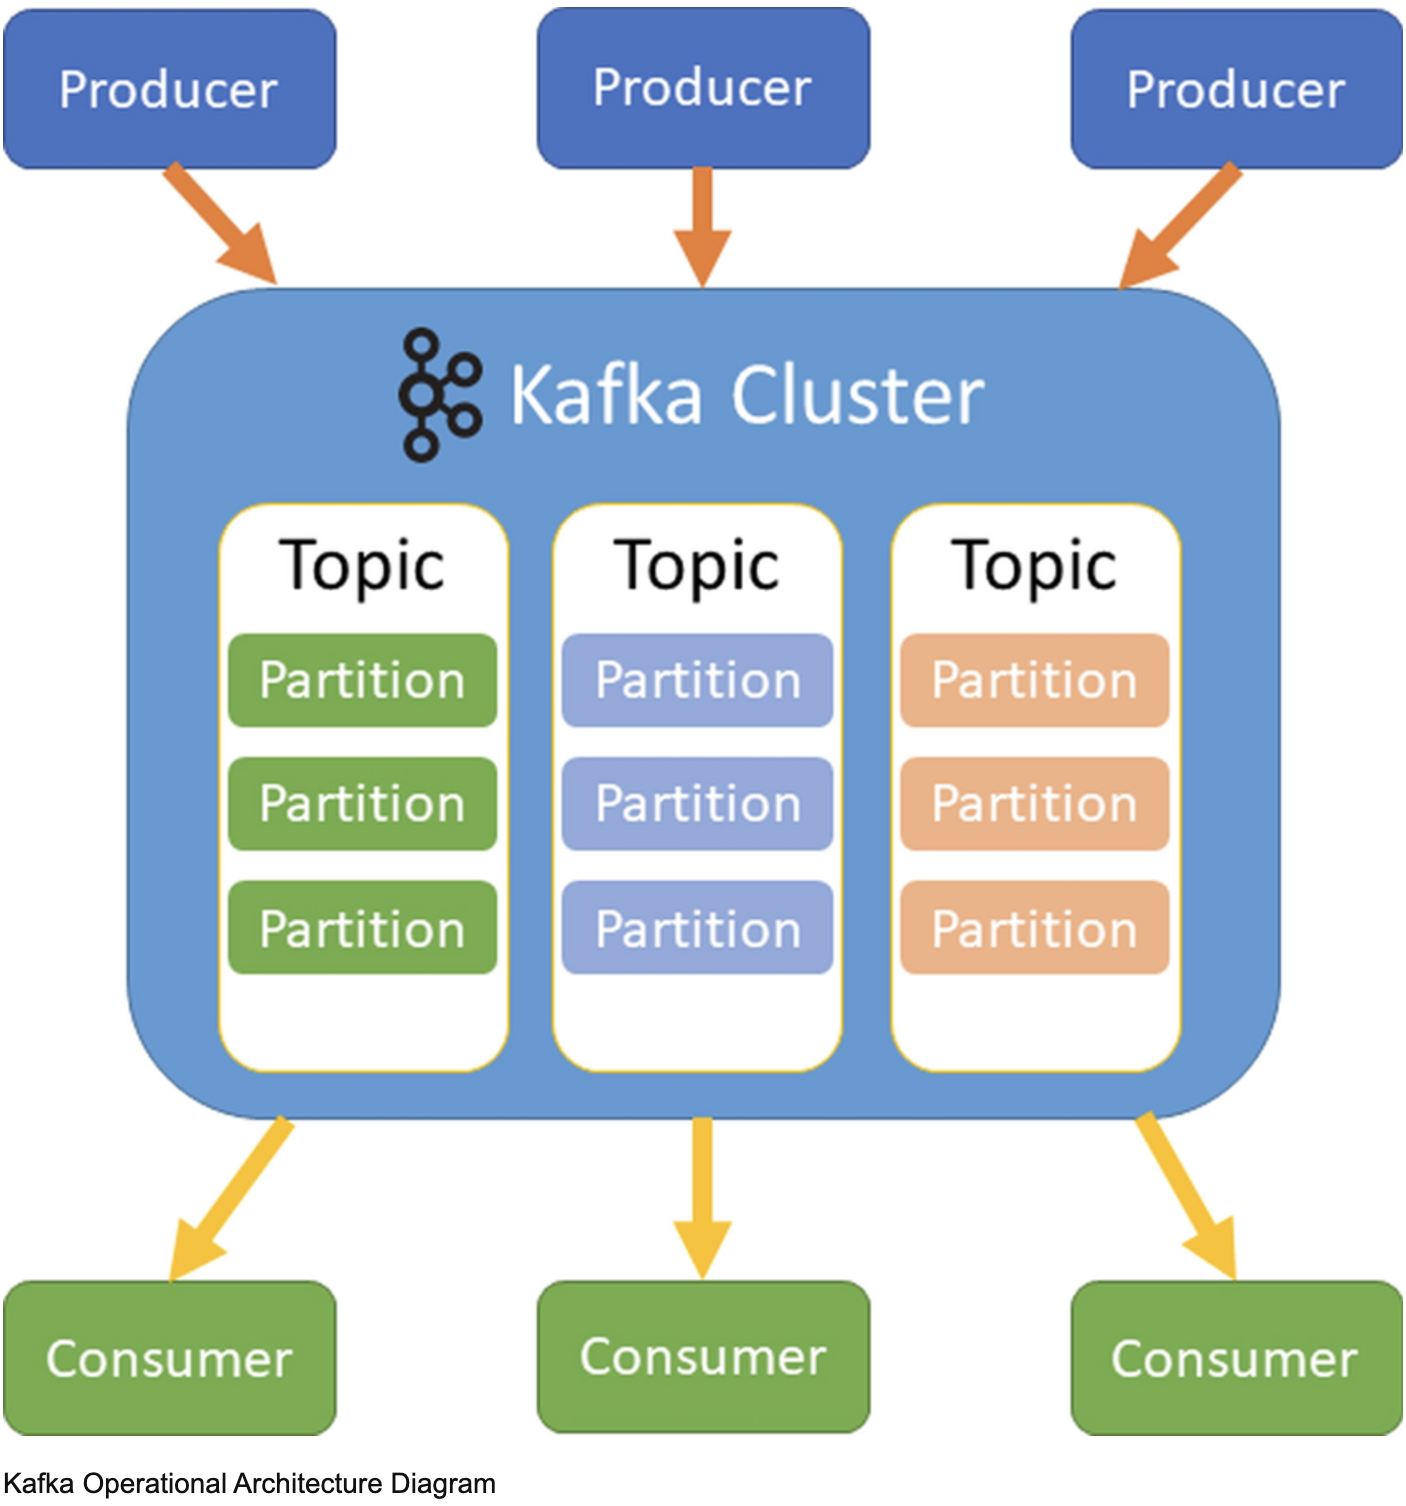 Producer
Producer
Producer
Kafka Cluster
Topic
Topic
Topic
Partition
Partition
Partition
Partition
Partition
Partition
Partition
Partition
Partition
Consumer
Consumer
Consumer
Kafka Operational Architecture Diagram